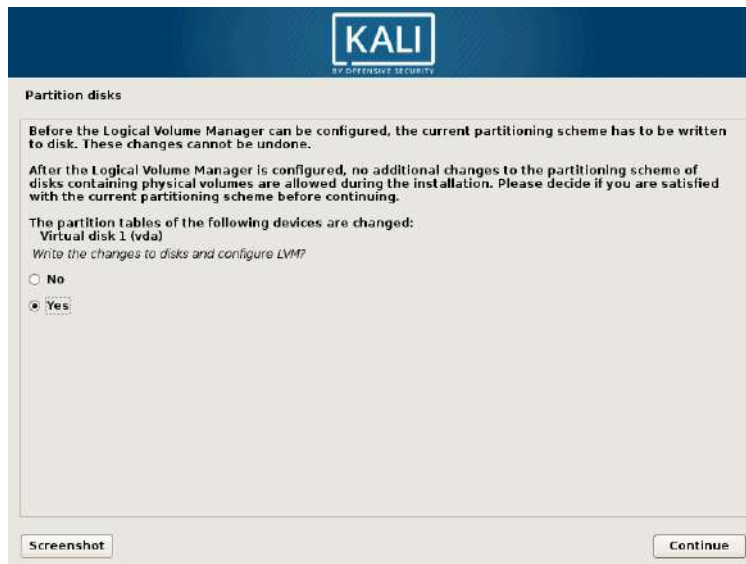 KALI
BY OFFENSIVE SECURITY
Partition disks
Before the Logical Volume Manager can be configured, the current partitioning scheme has to be written
to disk. These changes cannot be undone.
After the Logical Volume Manager is configured, no additional changes to the partitioning scheme of
disks containing physical volumes are allowed during the installation. Please decide if you are satisfied
with the current partitioning scheme before continuing.
The partition tables of the following devices are changed:
Virtual disk 1 (vda)
Write the changes to disks and configure LVM?
No
Yes
Screenshot
Continue